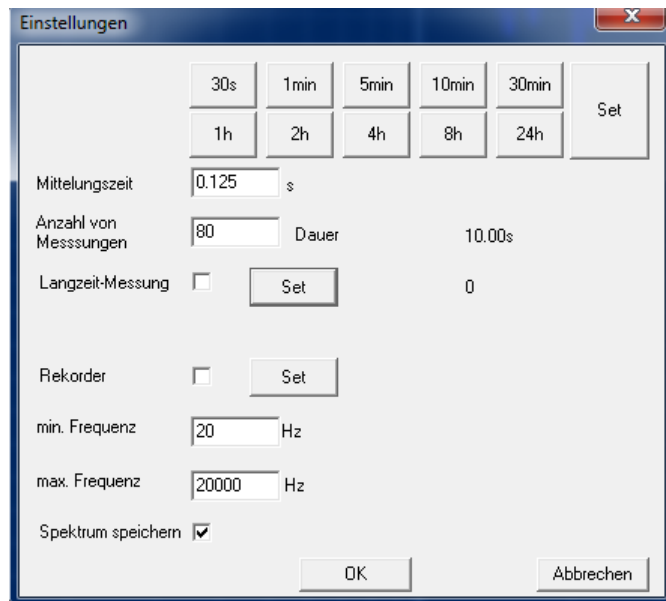 Einstellungen
30s 1min 5min 10min 30min Set
1h 2h 4h 8h 24h
Mittelungszeit 0.125 s
Anzahl von
Messsungen 80 Dauer 10.00s
Langzeit-Messung Set 0
Rekorder Set
min. Frequenz 20 Hz
max. Frequenz 20000 Hz
Spektrum speichern
OK Abbrechen